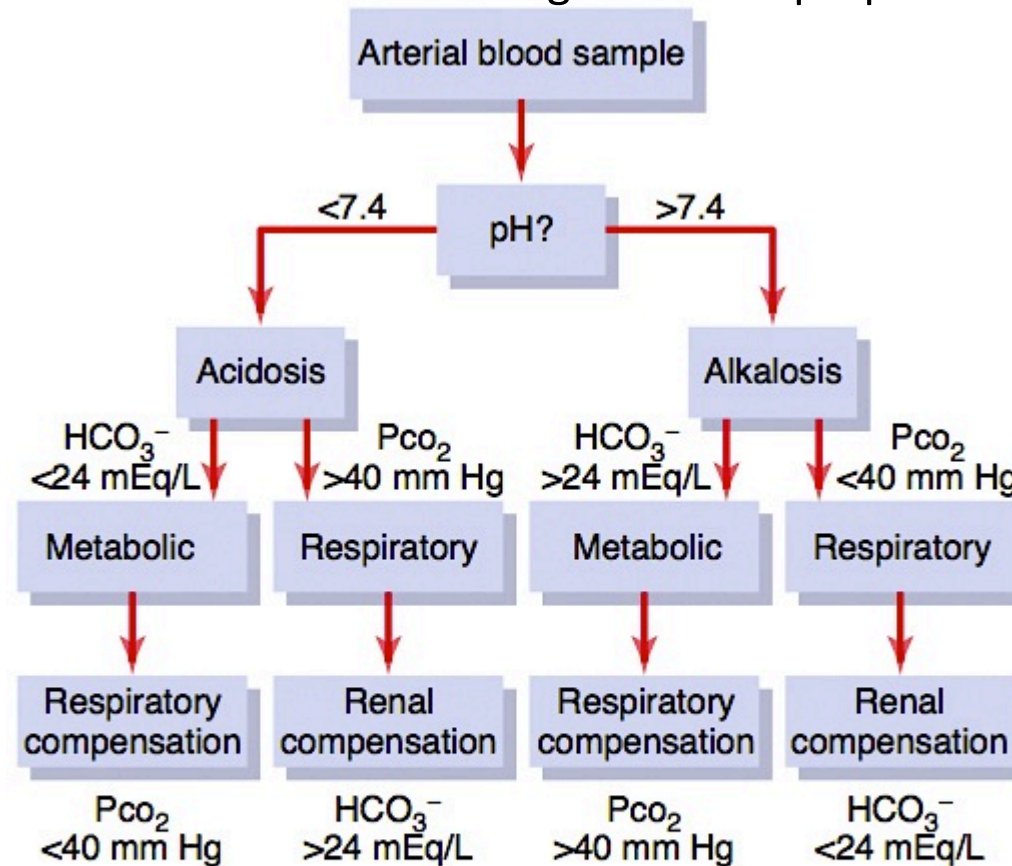 Arterial blood sample
<7.4
pH?
>7.4
Acidosis
Alkalosis
HCO₃⁻
<24 mEq/L
Pco₂
>40 mm Hg
HCO₃⁻
>24 mEq/L
Pco₂
<40 mm Hg
Metabolic
Respiratory
Metabolic
Respiratory
Respiratory
compensation
Renal
compensation
Respiratory
compensation
Renal
compensation
Pco₂
<40 mm Hg
HCO₃⁻
>24 mEq/L
Pco₂
>40 mm Hg
HCO₃⁻
<24 mEq/L